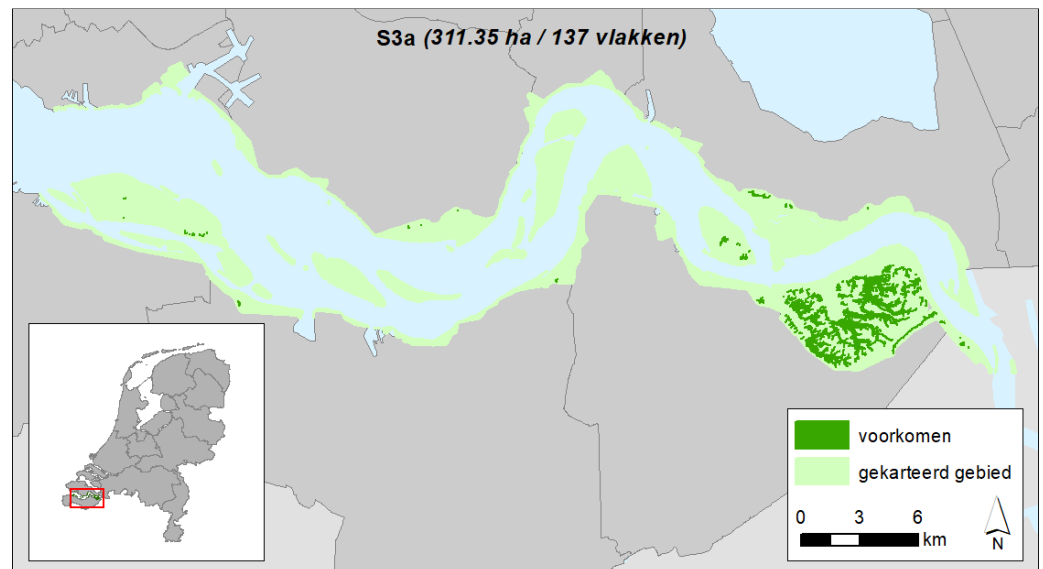 S3a (311.35 ha / 137 vlakken)
voorkomen
gekarteerd gebied
0 3 6
km
N